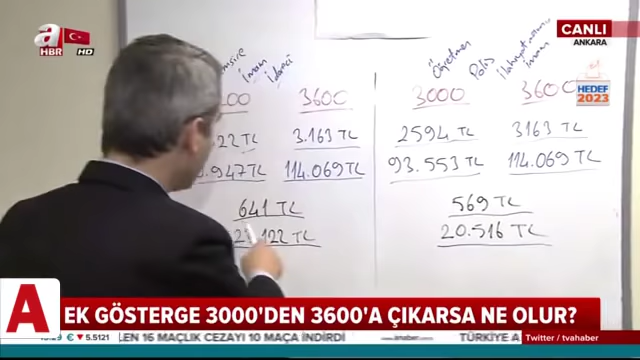 a
HBR
HD
CANLI
ANKARA
HEDEF
2023
İmam
İdareci
3600
3.163 TL
114.069 TL
641 TL
Öğretmen
Polis
3000
3600
2594 TL
3163 TL
93.553 TL
114.069 TL
569 TL
20.516 TL
A
EK GÖSTERGE 3000'DEN 3600'A ÇIKARSA NE OLUR?
€ 5.5121
LEN 16 MAÇLIK CEZAYI 10 MAÇA İNDİRDİ
TÜRKİYE A
Twitter / tvahaber